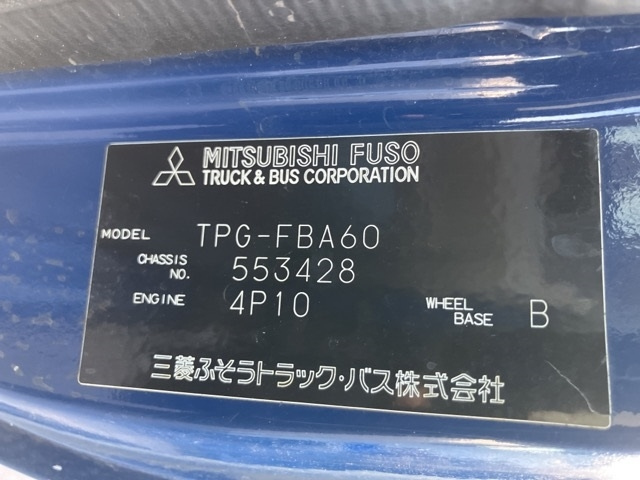 MITSUBISHI FUSO
TRUCK & BUS CORPORATION
MODEL TPG-FBA60
CHASSIS NO. 553428
ENGINE 4P10 WHEEL BASE B
三菱ふそうトラック・バス株式会社